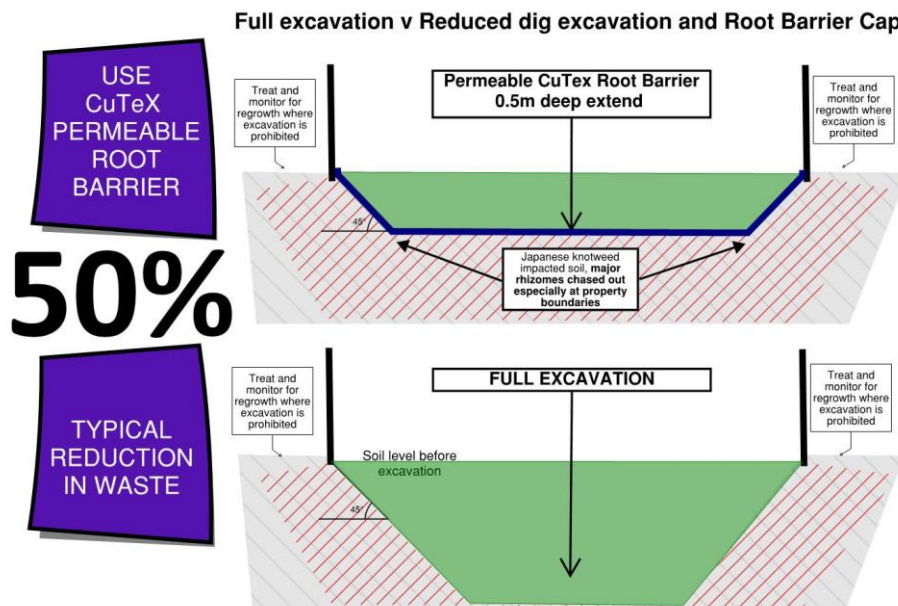 Full excavation v Reduced dig excavation and Root Barrier Cap
USE
CuTeX
PERMEABLE
ROOT
BARRIER
50%
TYPICAL
REDUCTION
IN WASTE
Treat and
monitor for
regrowth where
excavation is
prohibited
Permeable CuTex Root Barrier
0.5m deep extend
Treat and
monitor for
regrowth where
excavation is
prohibited
45°
Japanese knotweed
impacted soil, major
rhizomes chased out
especially at property
boundaries
Treat and
monitor for
regrowth where
excavation is
prohibited
FULL EXCAVATION
Treat and
monitor for
regrowth where
excavation is
prohibited
Soil level before
excavation
45°